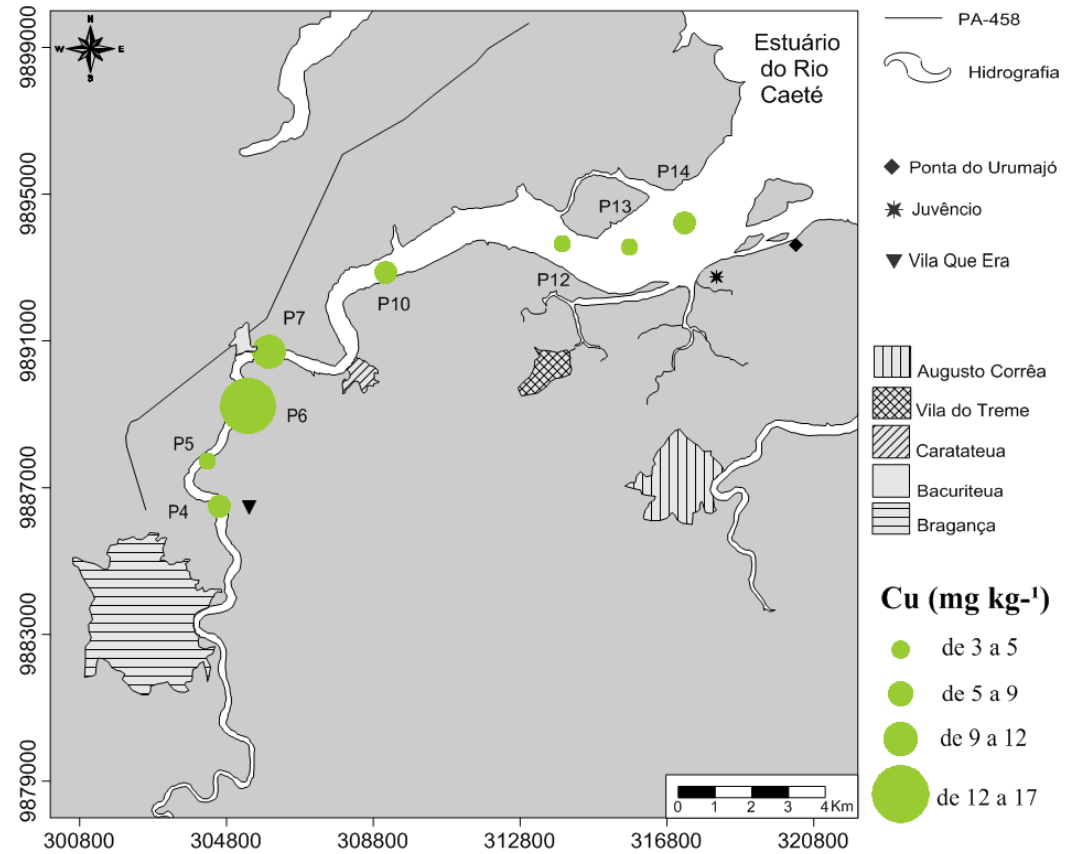 N
W E
S
Estuário
do Rio
Caeté
P14
P13
P12
P10
P7
P6
P5
P4
9899000
9895000
9891000
9887000
9883000
9879000
300800 304800 308800 312800 316800 320800
0 1 2 3 4 Km
PA-458
Hidrografia
Ponta do Urumajó
Juvêncio
Vila Que Era
Augusto Corrêa
Vila do Treme
Caratateua
Bacuriteua
Bragança
Cu (mg kg-¹)
de 3 a 5
de 5 a 9
de 9 a 12
de 12 a 17